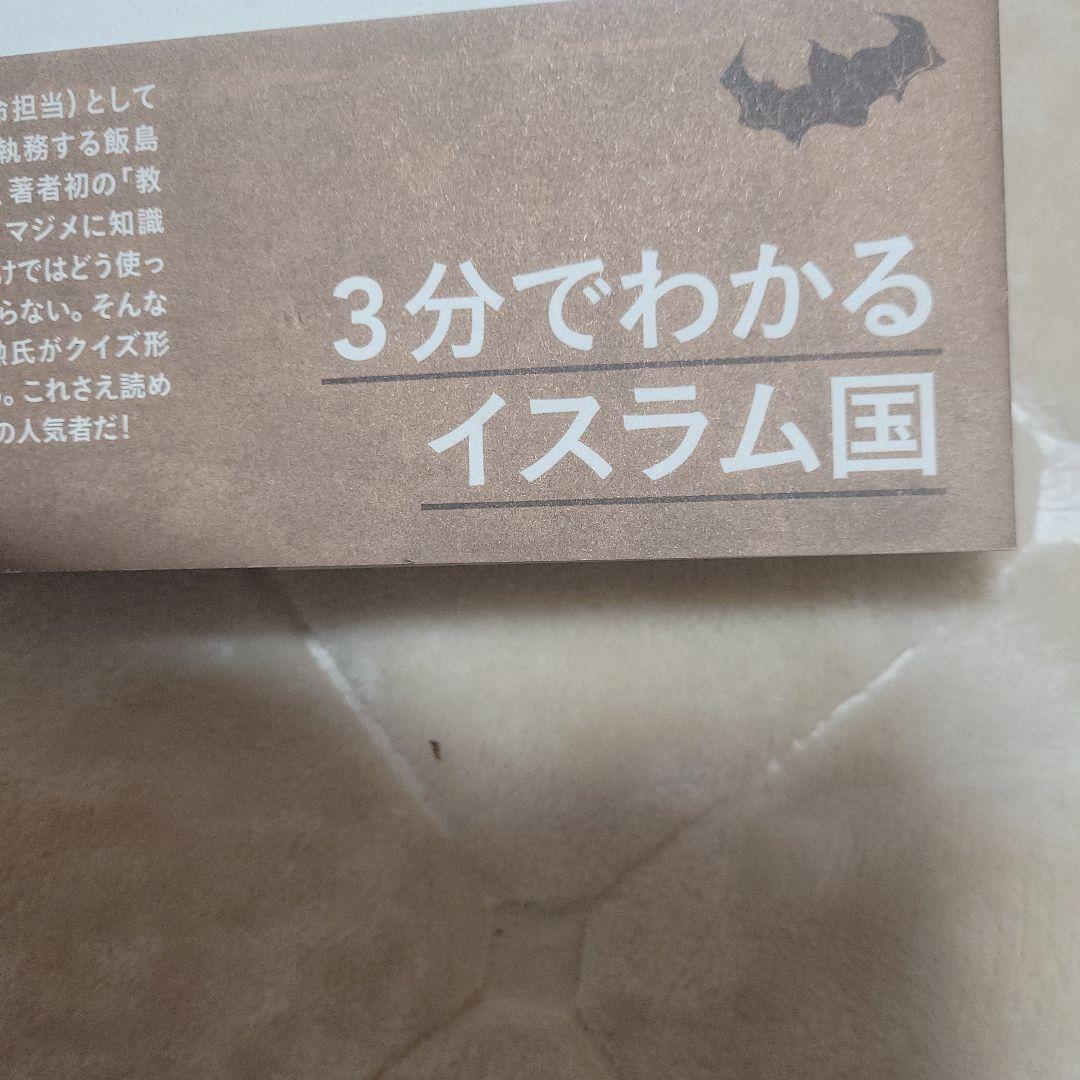 担当)として
執務する飯島
著者初の「教
マジメに知識
けではどう使っ
らない。そんな
氏がクイズ形
。これさえ読め
の人気者だ!
3分でわかる
イスラム国